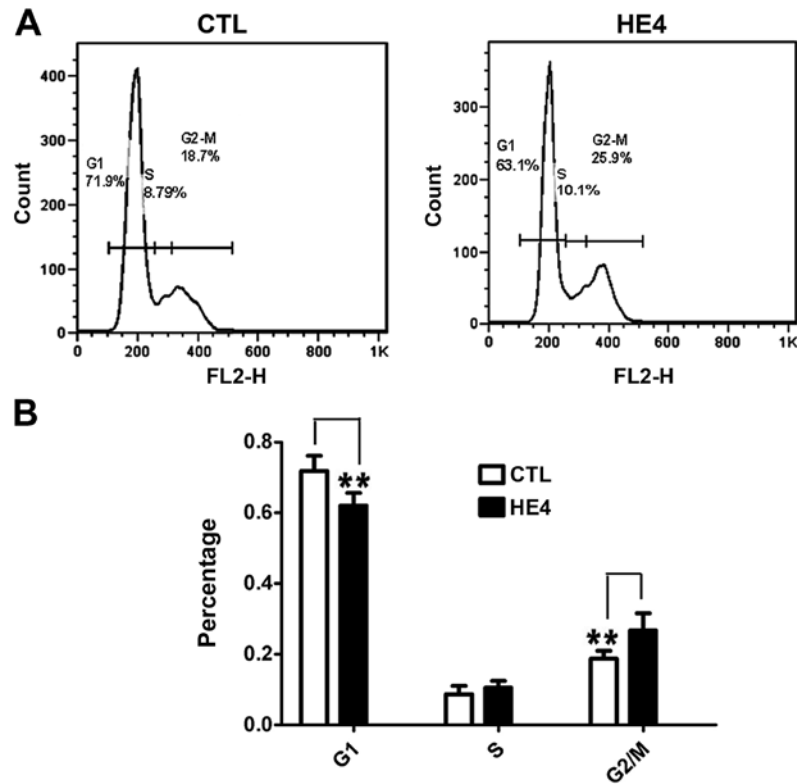 A
CTL
HE4
Count
400
300
200
100
0
G1
71.9%
S
8.79%
G2-M
18.7%
0 200 400 600 800 1K
FL2-H
Count
300
200
100
0
G1
63.1%
S
10.1%
G2-M
25.9%
0 200 400 600 800 1K
FL2-H
B
Percentage
0.8
0.6
0.4
0.2
0.0
**
**
CTL
HE4
G1
S
G2/M